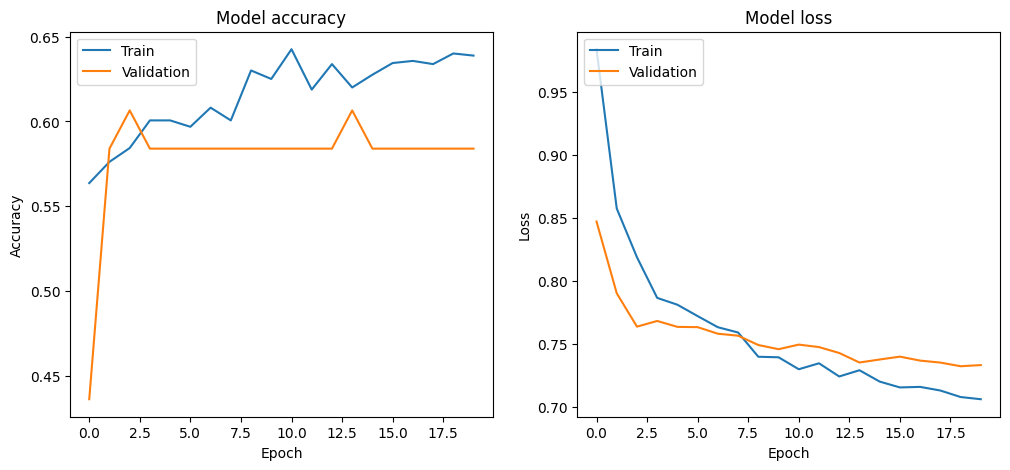 Model accuracy
Train
Validation
0.65
0.60
0.55
0.50
0.45
Accuracy
0.0 2.5 5.0 7.5 10.0 12.5 15.0 17.5
Epoch
Model loss
Train
Validation
0.95
0.90
0.85
0.80
0.75
0.70
Loss
0.0 2.5 5.0 7.5 10.0 12.5 15.0 17.5
Epoch